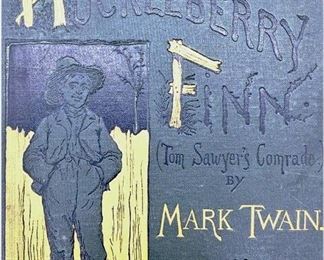 HUCKLEBERRY
FINN.
(Tom Sawyer's Comrade)
BY
MARK TWAIN.